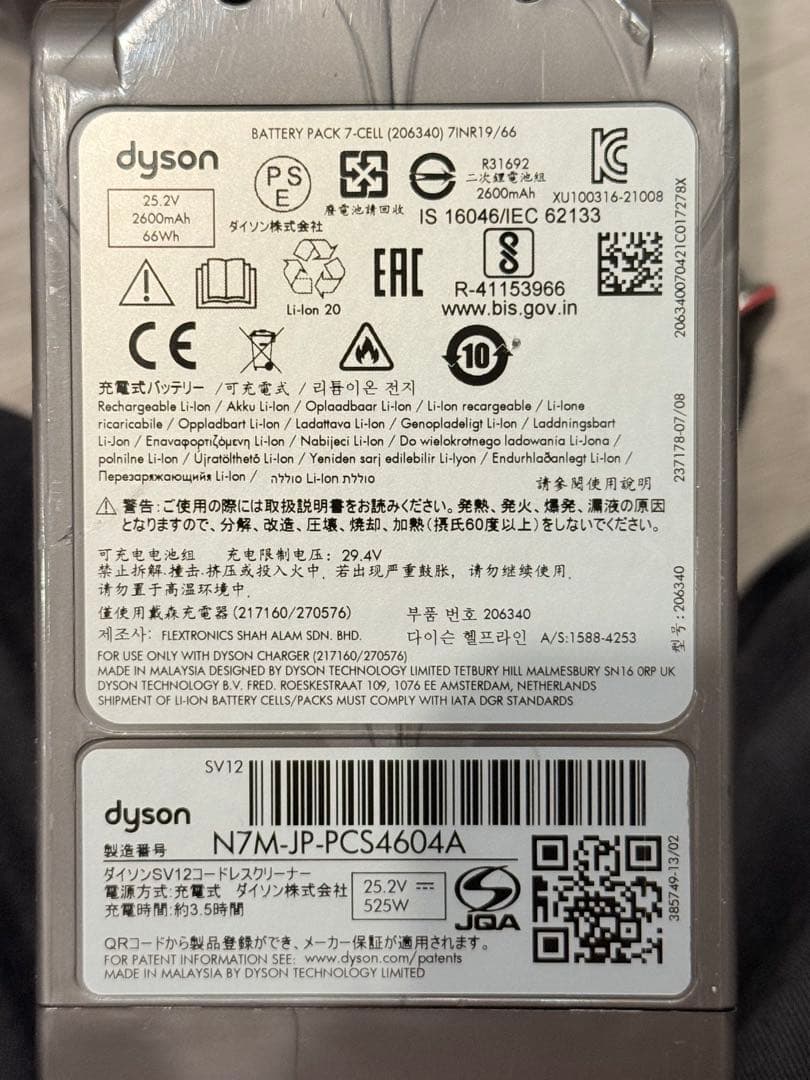 BATTERY PACK 7-CELL (206340) 7INR19/66
dyson
25.2V
2600mAh
66Wh
PS
E
ダイソン株式会社
廢電池請回收
R31692
二次鋰電池組
2600mAh
XU100316-21008
IS 16046/IEC 62133
Li-Ion 20
EAC
R-41153966
www.bis.gov.in
CE
10
充電式バッテリー / 可充電式 / 리튬이온 전지
Rechargeable Li-Ion / Akku Li-Ion / Oplaadbaar Li-Ion / Li-Ion recargeable / Li-Ione
ricaricabile / Oppladbart Li-Ion / Ladattava Li-Ion / Genopladeligt Li-Ion / Laddningsbart
Li-Jon / Επαναφορτιζόμενη Li-Ion / Nabijeci Li-Ion / Do wielokrotnego ladowania Li-Jona /
polnilne Li-Ion / Újratölthető Li-Ion / Yeniden sarj edilebilir Li-Iyon / Endurhlaðanlegt Li-Ion /
Перезаряжающийся Li-Ion / סוללה Li-Ion סוללת
請參閱使用說明
警告:ご使用の際には取扱説明書をお読みください。発熱、発火、爆発、漏液の原因
となりますので、分解、改造、圧壊、焼却、加熱(摂氏60度以上)をしないでください。
可充电电池组 充电限制电压: 29.4V
禁止拆解.撞击.挤压或投入火中. 若出现严重鼓胀, 请勿继续使用.
请勿置于高温环境中.
僅使用戴森充電器(217160/270576)
部품 번호 206340
제조사: FLEXTRONICS SHAH ALAM SDN. BHD.
다이슨 헬프라인 A/S:1588-4253
FOR USE ONLY WITH DYSON CHARGER (217160/270576)
MADE IN MALAYSIA DESIGNED BY DYSON TECHNOLOGY LIMITED TETBURY HILL MALMESBURY SN16 0RP UK
DYSON TECHNOLOGY B.V. FRED. ROESKESTRAAT 109, 1076 EE AMSTERDAM, NETHERLANDS
SHIPMENT OF LI-ION BATTERY CELLS/PACKS MUST COMPLY WITH IATA DGR STANDARDS
2063400070421C017278X
237178-07/08
型号: 206340
SV12
dyson
製造番号 N7M-JP-PCS4604A
ダイソンSV12コードレスクリーナー
電源方式:充電式 ダイソン株式会社
充電時間:約3.5時間
25.2V
525W
JQA
QRコードから製品登録ができ、メーカー保証が適用されます。
FOR PATENT INFORMATION SEE: www.dyson.com/patents
MADE IN MALAYSIA BY DYSON TECHNOLOGY LIMITED
385749-13/02